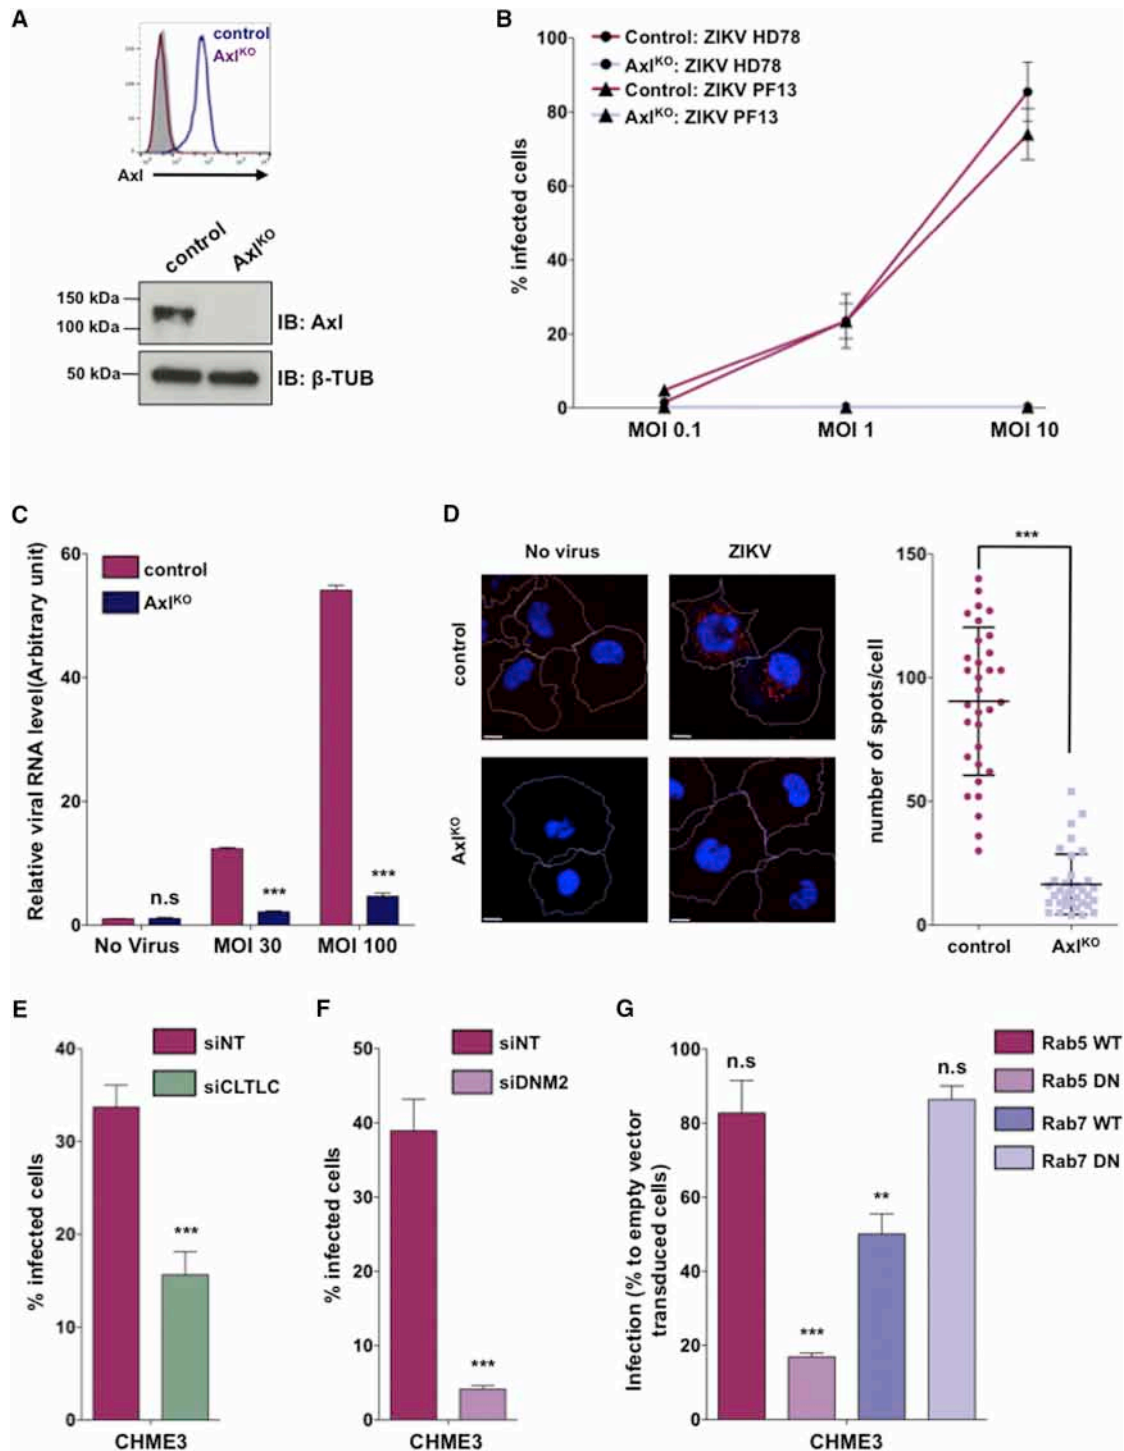 A
control
Axl^KO
Axl
control
Axl^KO
150 kDa
100 kDa
IB: Axl
50 kDa
IB: β-TUB
B
Control: ZIKV HD78
Axl^KO: ZIKV HD78
Control: ZIKV PF13
Axl^KO: ZIKV PF13
100
80
60
40
20
0
% infected cells
MOI 0.1
MOI 1
MOI 10
C
control
Axl^KO
60
40
20
0
Relative viral RNA level(Arbitrary unit)
n.s
***
***
No Virus
MOI 30
MOI 100
D
No virus
ZIKV
control
Axl^KO
***
150
100
50
0
number of spots/cell
control
Axl^KO
E
siNT
siCLTLC
40
30
20
10
0
% infected cells
***
CHME3
F
siNT
siDNM2
50
40
30
20
10
0
% infected cells
***
CHME3
G
Rab5 WT
Rab5 DN
Rab7 WT
Rab7 DN
100
80
60
40
20
0
Infection (% to empty vector
transduced cells)
n.s
***
**
n.s
CHME3